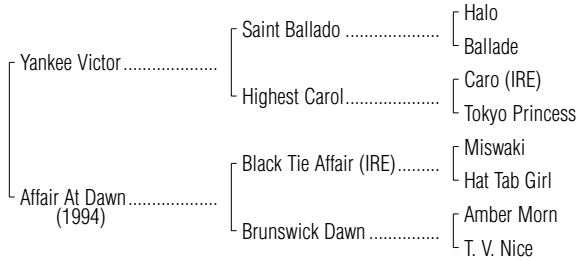 Halo
Saint Ballado ....................
Ballade
Yankee Victor ....................
Caro (IRE)
Highest Carol ....................
Tokyo Princess
Miswaki
Black Tie Affair (IRE) .........
Hat Tab Girl
Affair At Dawn ...................
(1994)
Amber Morn
Brunswick Dawn ...............
T. V. Nice